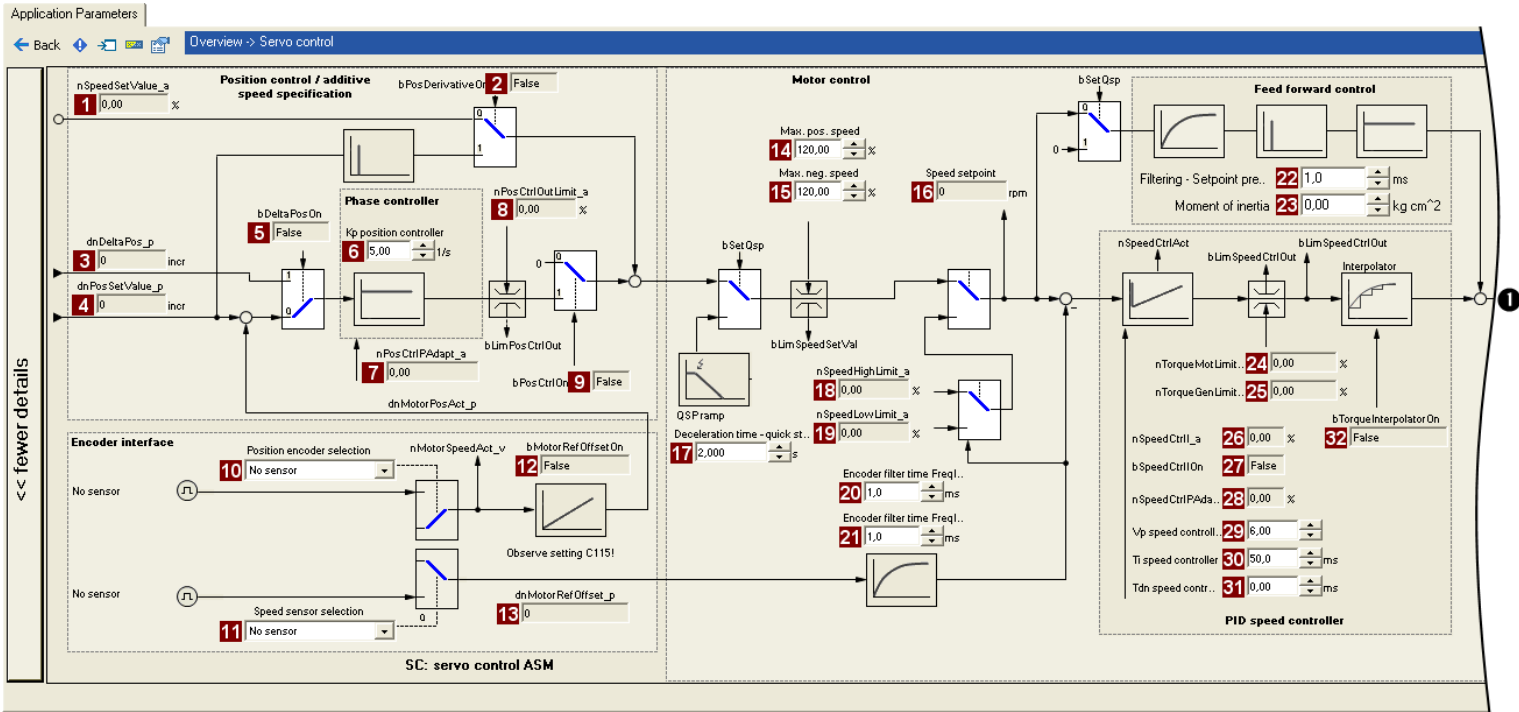 Application Parameters
Back
Overview -> Servo control
<< fewer details
Position control / additive
speed specification
nSpeedSetValue_a
1 0,00 %
bPosDerivativeOn
2 False
dnDeltaPos_p
3 0 incr
dnPosSetValue_p
4 0 incr
bDeltaPosOn
5 False
0
1
1
0
Phase controller
Kp position controller
6 5,00 1/s
nPosCtrlPAdapt_a
7 0,00
nPosCtrlOutLimit_a
8 0,00 %
bLimPosCtrlOut
0
0
1
bPosCtrlOn
9 False
dnMotorPosAct_p
Encoder interface
Position encoder selection
10 No sensor
No sensor
nMotorSpeedAct_v
bMotorRefOffsetOn
12 False
Observe setting C115!
No sensor
Speed sensor selection
11 No sensor
0
dnMotorRefOffset_p
13 0
SC: servo control ASM
Motor control
Max. pos. speed
14 120,00 %
Max. neg. speed
15 120,00 %
Speed setpoint
16 0 rpm
bSetQsp
bLimSpeedSetVal
QSP ramp
Deceleration time - quick st..
17 2,000 s
nSpeedHighLimit_a
18 0,00 %
nSpeedLowLimit_a
19 0,00 %
Encoder filter time FreqI..
20 1,0 ms
Encoder filter time FreqI..
21 1,0 ms
bSetQsp
0
0
1
Feed forward control
Filtering - Setpoint pre.. 22 1,0 ms
Moment of inertia 23 0,00 kg cm^2
nSpeedCtrlAct
bLimSpeedCtrlOut
bLimSpeedCtrlOut
Interpolator
-
1
nTorqueMotLimit.. 24 0,00 %
nTorqueGenLimit.. 25 0,00 %
bTorqueInterpolatorOn
32 False
nSpeedCtrlI_a 26 0,00 %
bSpeedCtrlIOn 27 False
nSpeedCtrlPAda.. 28 0,00 %
Vp speed controll.. 29 6,00
Ti speed controller 30 50,0 ms
Tdn speed contr.. 31 0,00 ms
PID speed controller